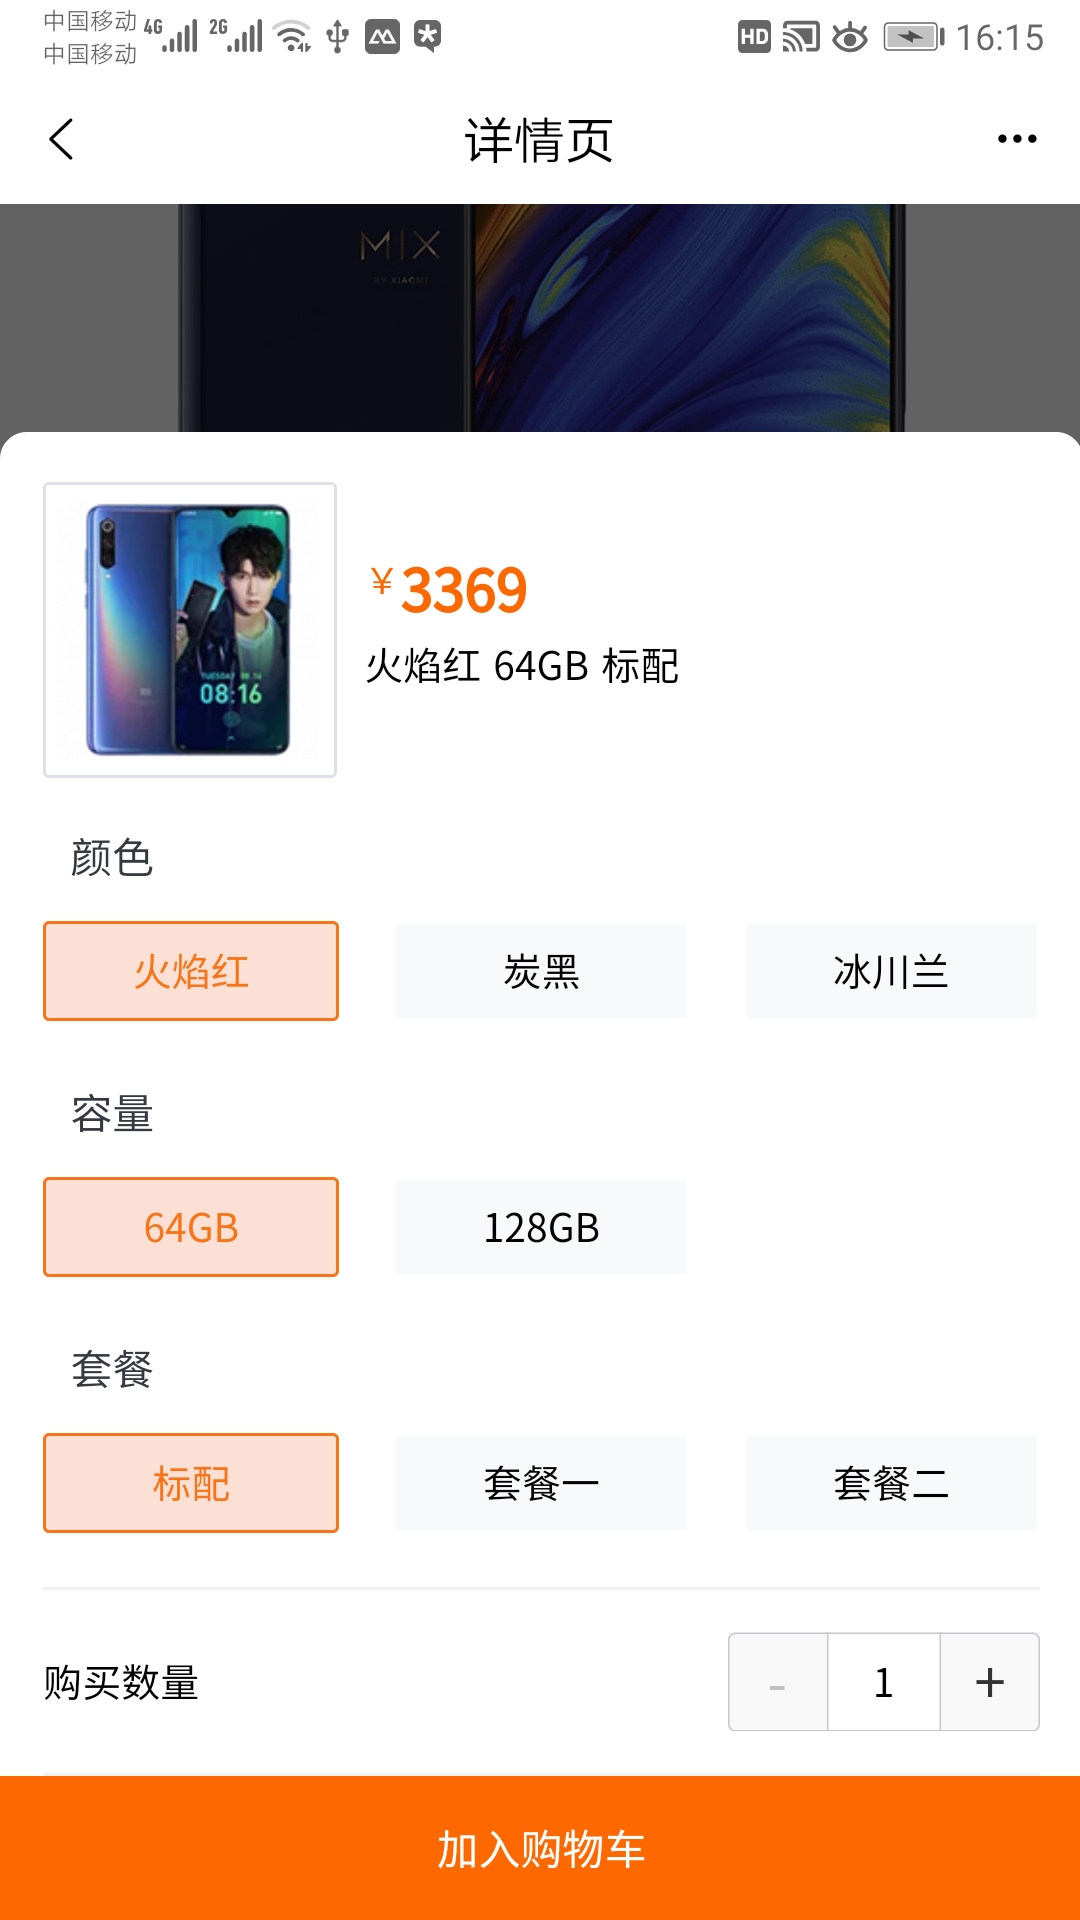 中国移动 4G 2G HD 16:15
中国移动
详情页
MIX
BY XIAOMI
08:16
¥3369
火焰红 64GB 标配
颜色
火焰红 炭黑 冰川兰
容量
64GB 128GB
套餐
标配 套餐一 套餐二
购买数量 - 1 +
加入购物车